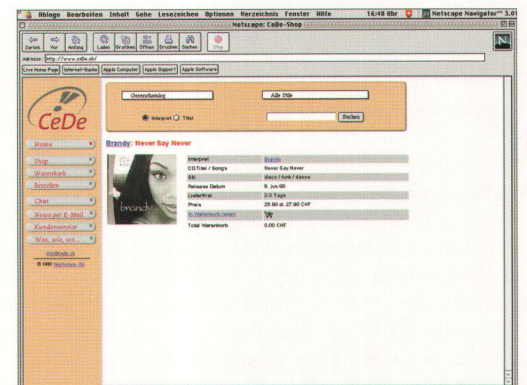 Ablage Bearbeiten Inhalt Gehe Lesezeichen Optionen Verzeichnis Fenster Hilfe 16:48 Uhr Netscape Navigator™ 3.01
Netscape: CeDe-Shop
Zurück Vor Anfang Laden Grafiken Öffnen Drucken Suchen Stop
Adresse: http://www.cede.ch/
Live Home Page Internet-Suche Apple Computer Apple Support Apple Software
CeDe
Gesamtkatalog Alle Stile
Interpret Titel Suchen
Home
Shop
Warenkorb
Bestellen
Chat
News per E-Mail
Kundenservice
Was, wie, wo...
info@cede.ch
Brandy: Never Say Never
brandy
Interpret Brandy
CD Titel / Songs Never Say Never
Stil disco / funk / dance
Release Datum 9. Jun 98
Lieferfrist 2-3 Tage
Preis 25.90 st. 27.90 CHF
In Warenkorb
Total Warenkorb 0.00 CHF